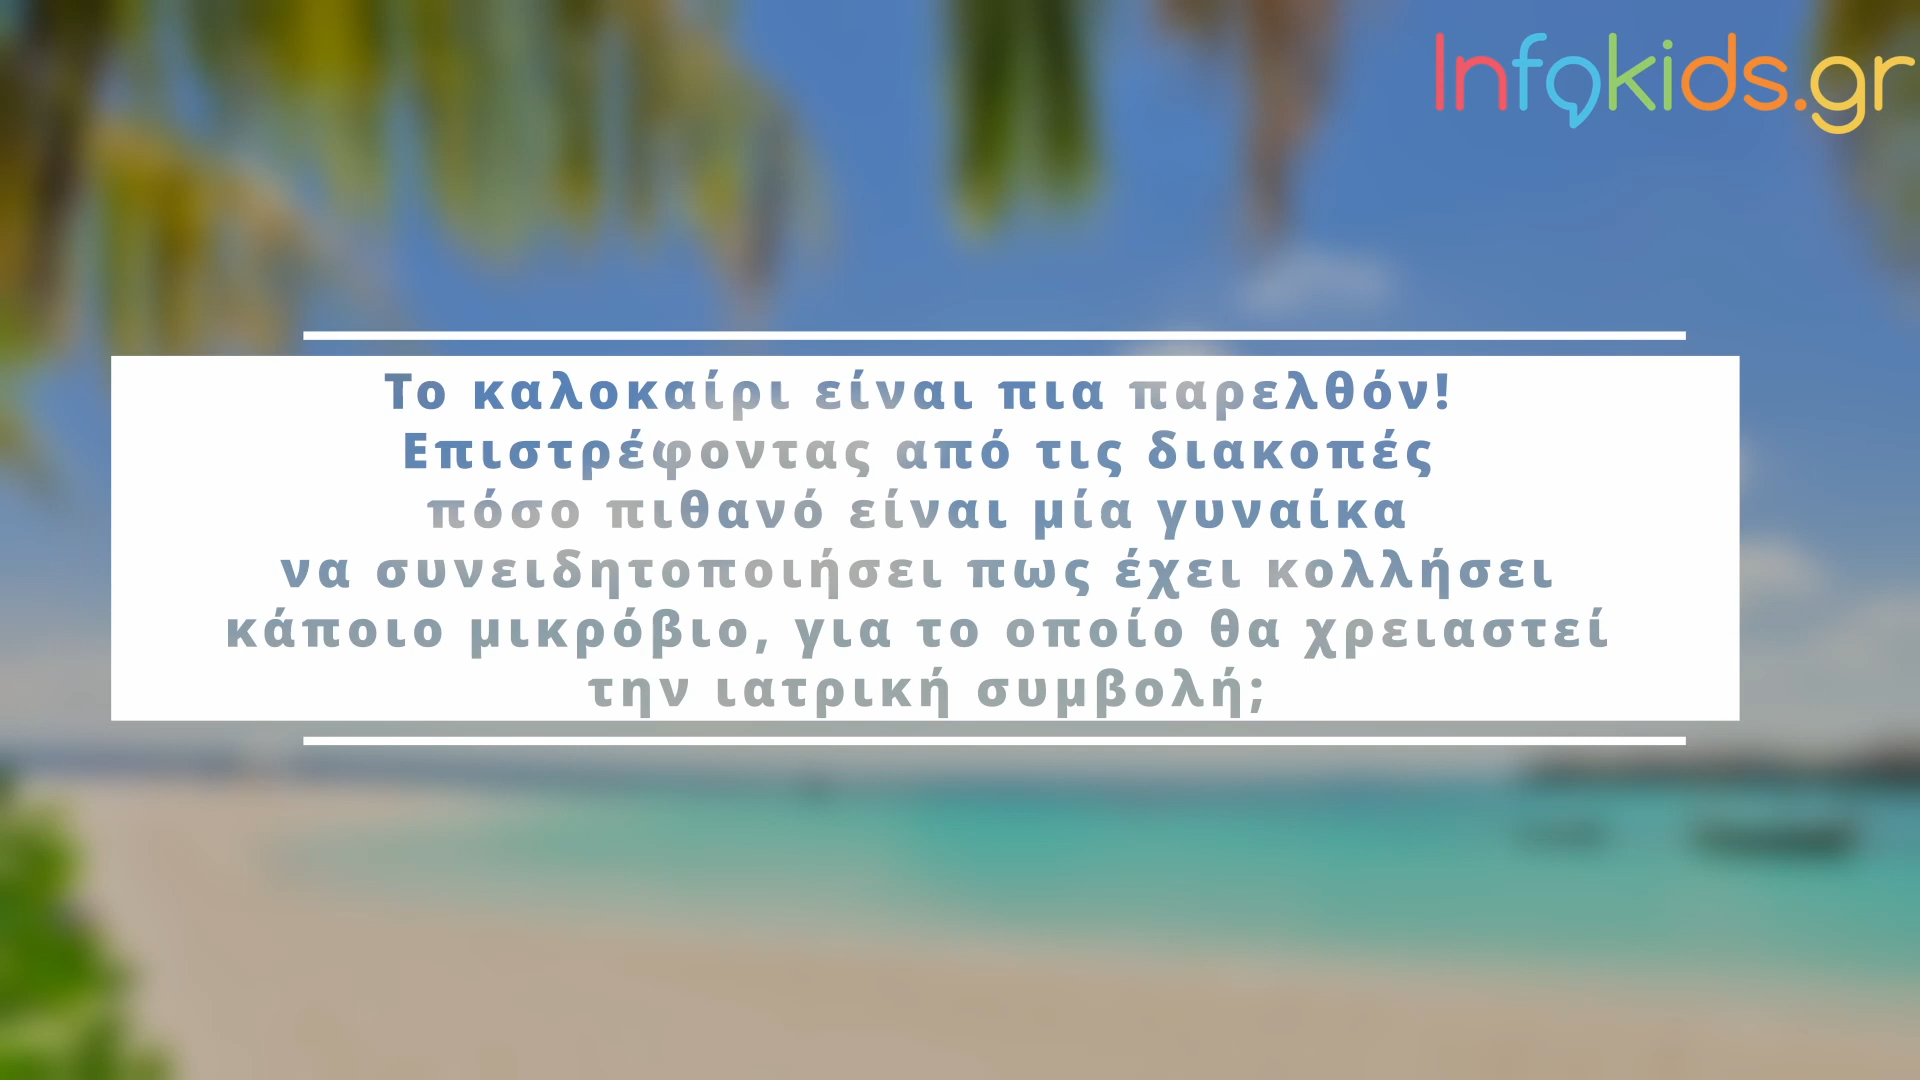 Infokids.gr
Το καλοκαίρι είναι πια παρελθόν!
Επιστρέφοντας από τις διακοπές
πόσο πιθανό είναι μία γυναίκα
να συνειδητοποιήσει πως έχει κολλήσει
κάποιο μικρόβιο, για το οποίο θα χρειαστεί
την ιατρική συμβολή;